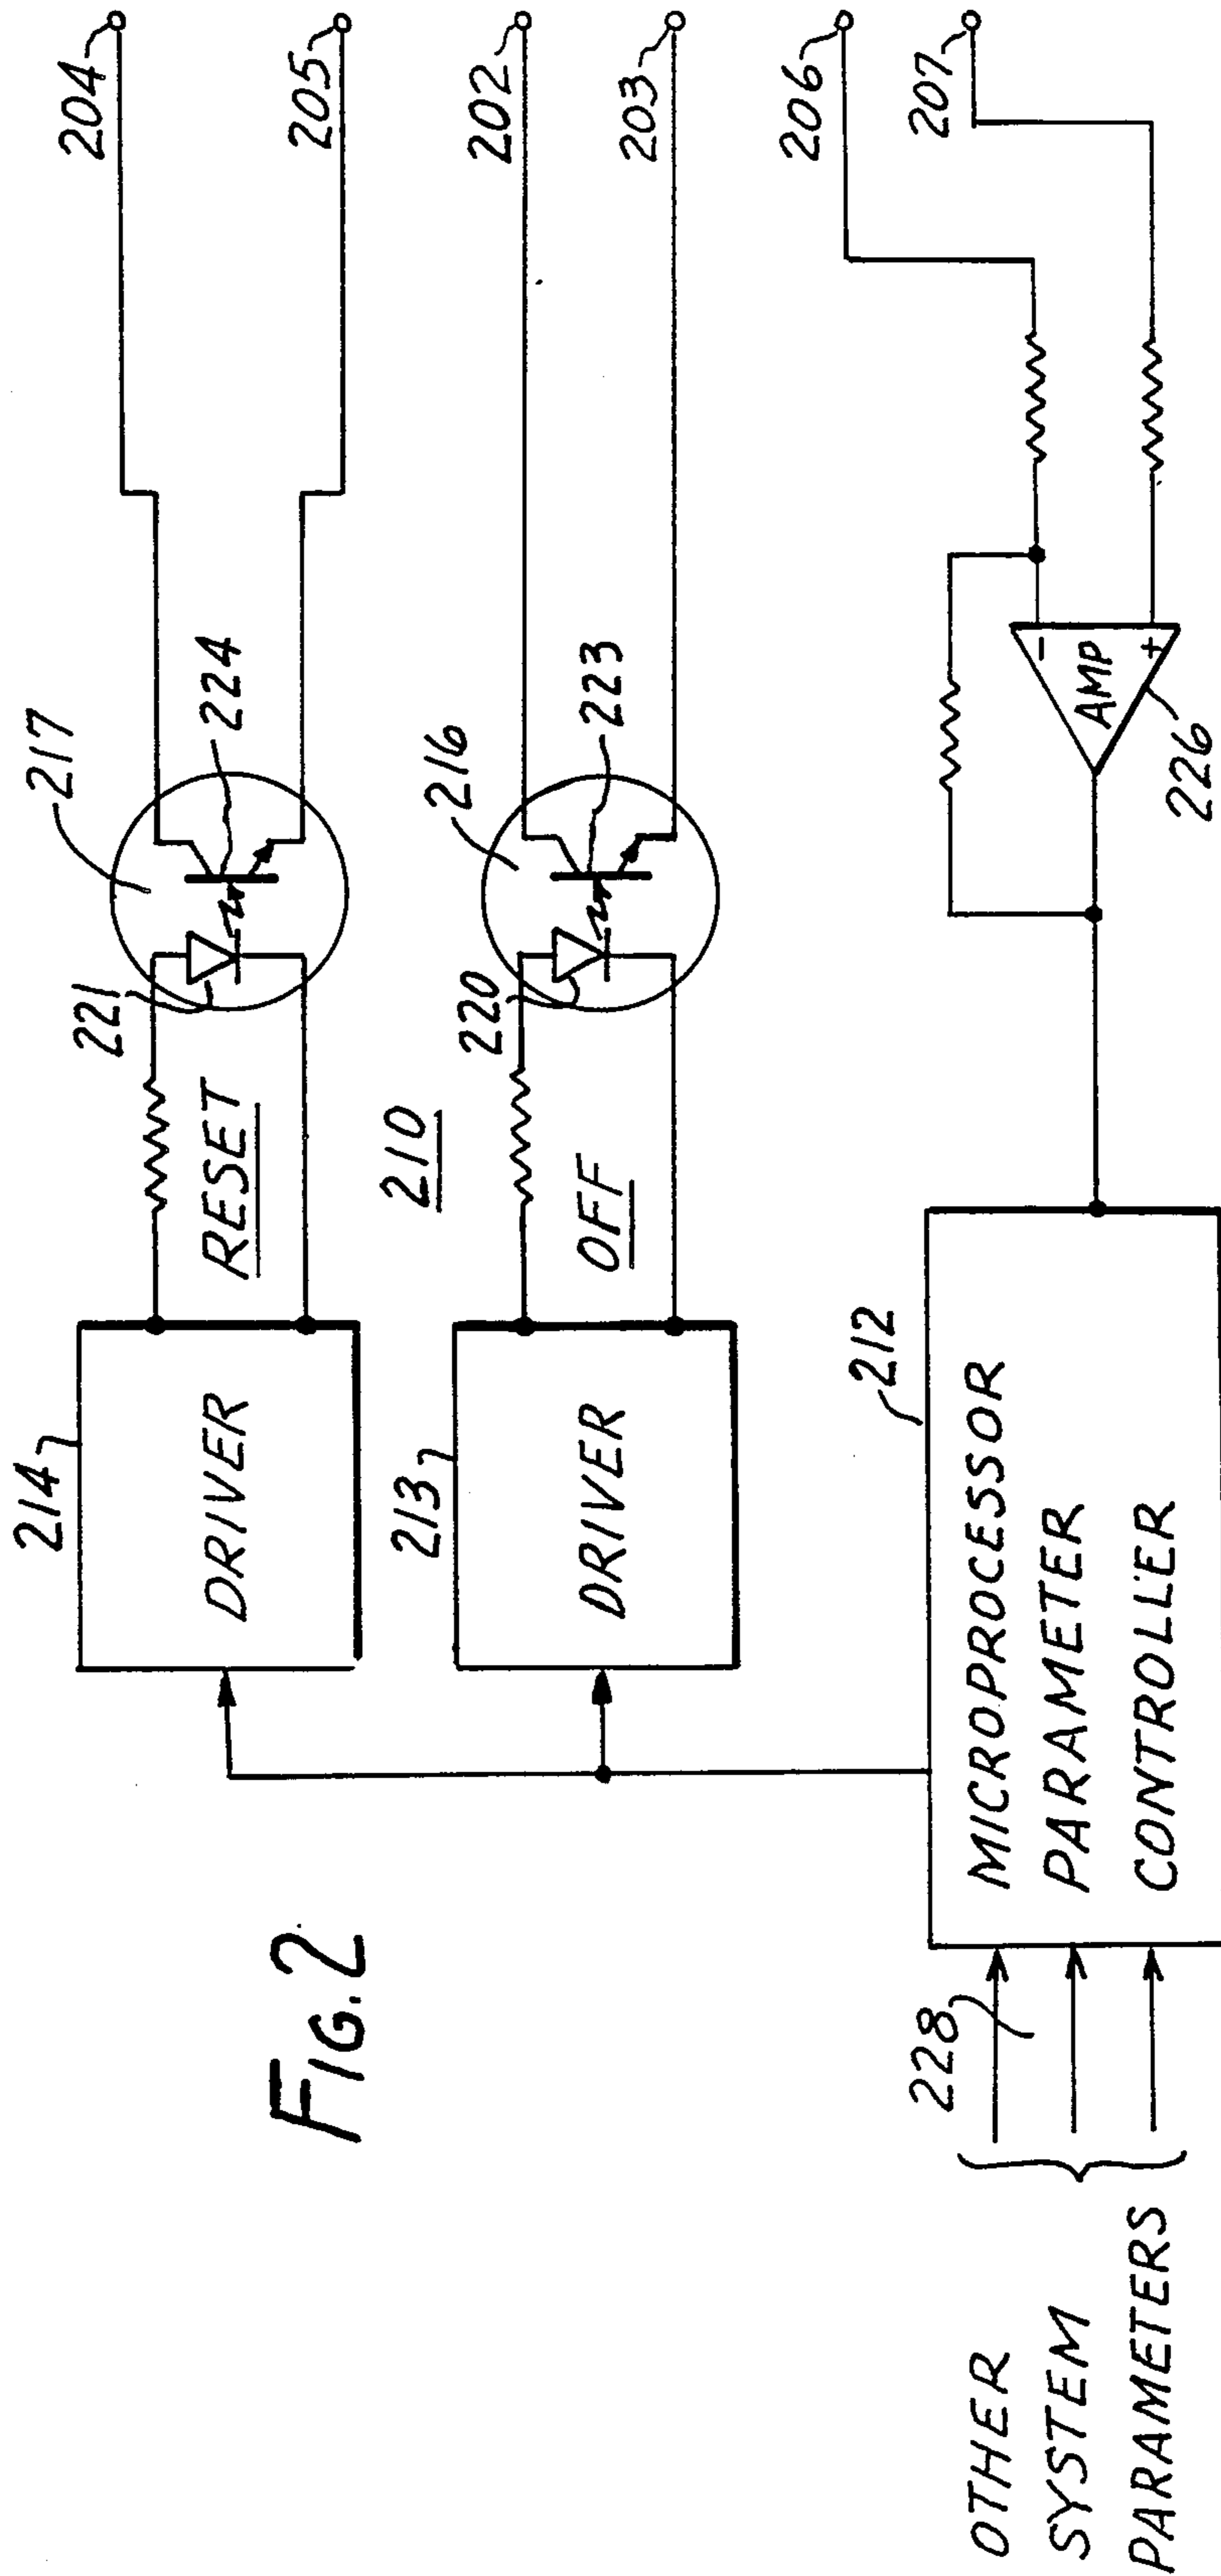 FIG. 2
214
DRIVER
RESET
221
217
224
204
205
210
213
DRIVER
OFF
220
216
223
202
203
212
MICROPROCESSOR
PARAMETER
CONTROLLER
228
OTHER
SYSTEM
PARAMETERS
AMP
-
+
226
206
207